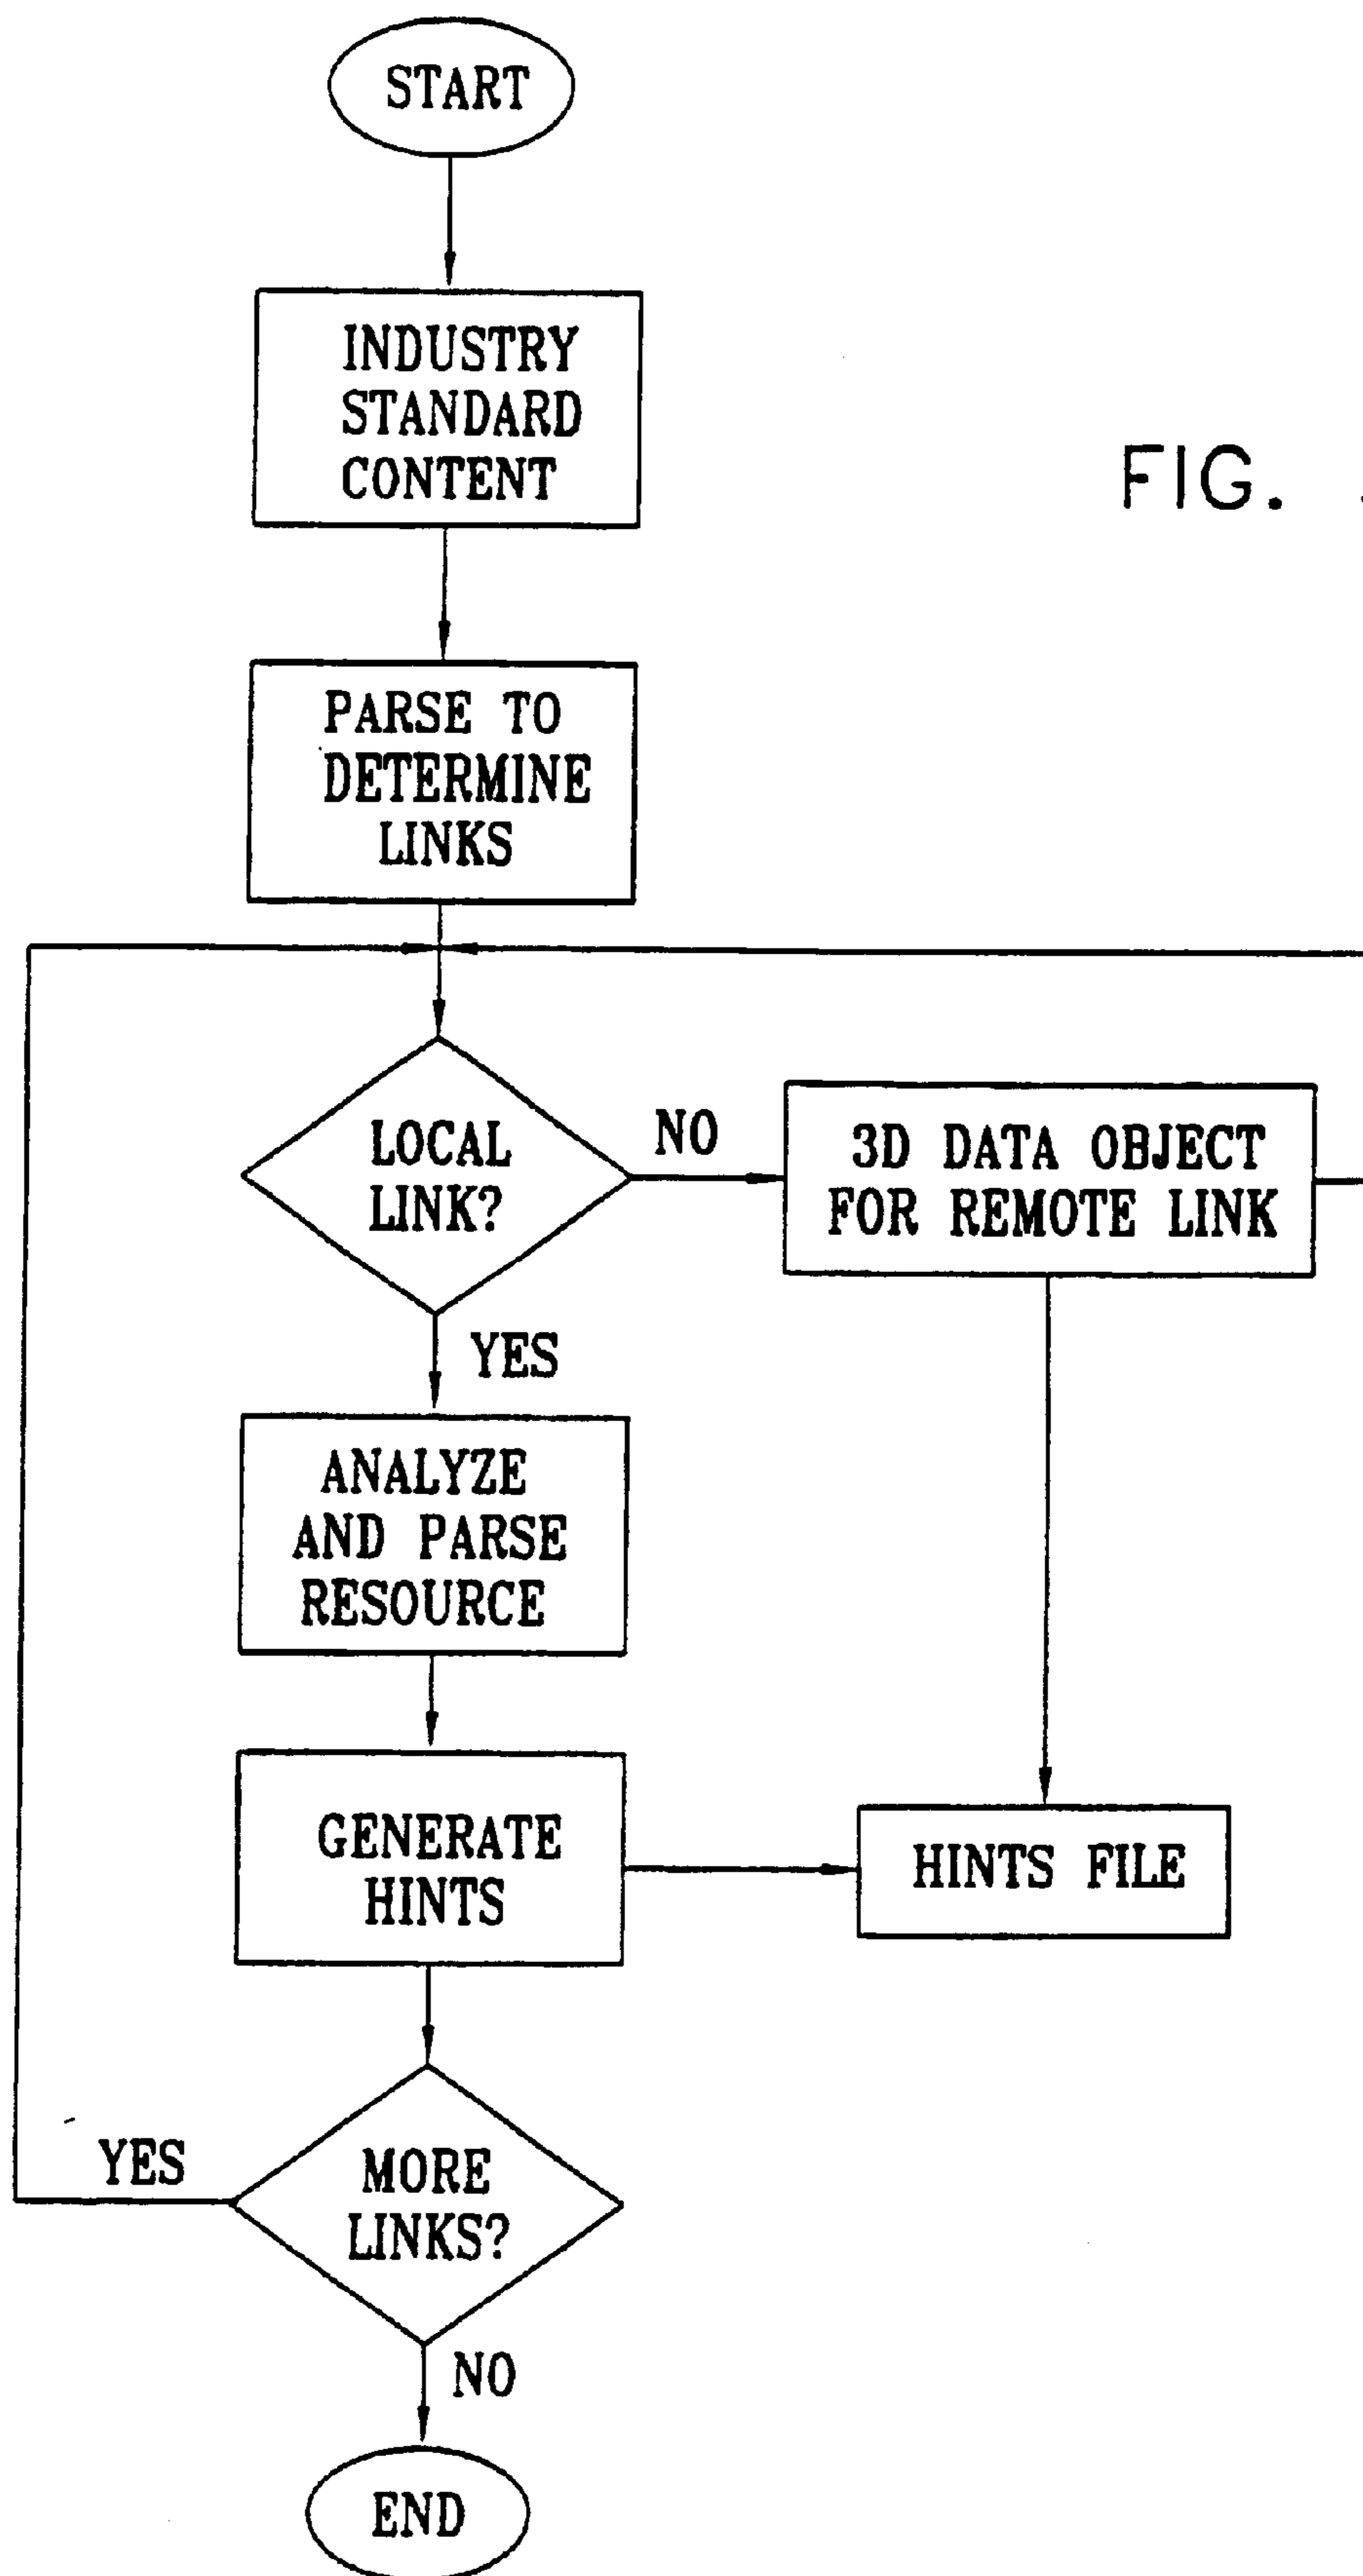 START
INDUSTRY
STANDARD
CONTENT
FIG.
PARSE TO
DETERMINE
LINKS
LOCAL
LINK?
NO
3D DATA OBJECT
FOR REMOTE LINK
YES
ANALYZE
AND PARSE
RESOURCE
GENERATE
HINTS
HINTS FILE
YES
MORE
LINKS?
NO
END